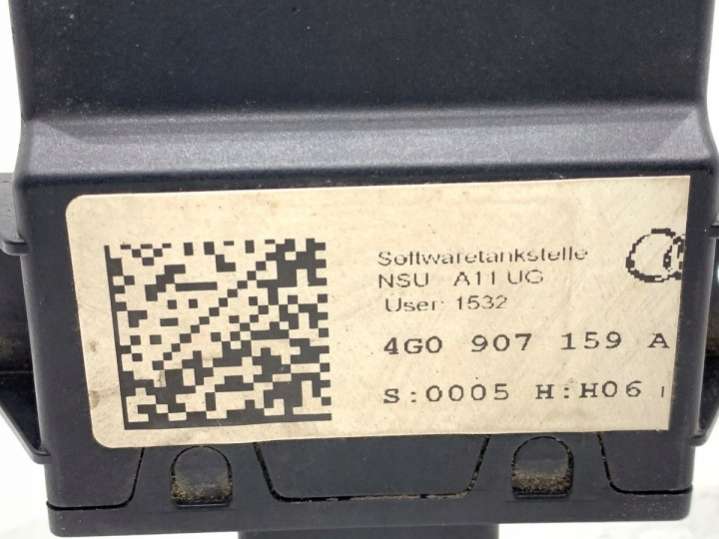 Softwaretankstelle
NSU A11 UG
User: 1532
4G0 907 159 A
S:0005 H:H06